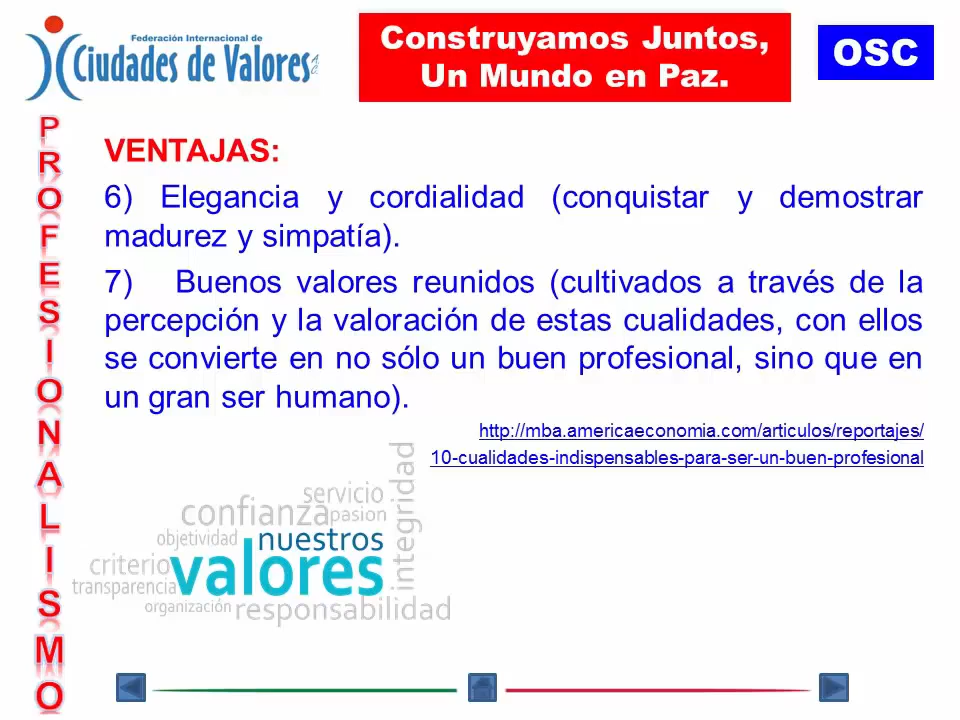 Federación Internacional de
Ciudades de Valores A.C.
Construyamos Juntos,
Un Mundo en Paz.
OSC
PROFESIONALISMO
VENTAJAS:
6) Elegancia y cordialidad (conquistar y demostrar
madurez y simpatía).
7) Buenos valores reunidos (cultivados a través de la
percepción y la valoración de estas cualidades, con ellos
se convierte en no sólo un buen profesional, sino que en
un gran ser humano).
http://mba.americaeconomia.com/articulos/reportajes/
10-cualidades-indispensables-para-ser-un-buen-profesional
servicio
confianza
pasion
integridad
objetividad
nuestros
criterio
valores
transparencia
organización
responsabilidad